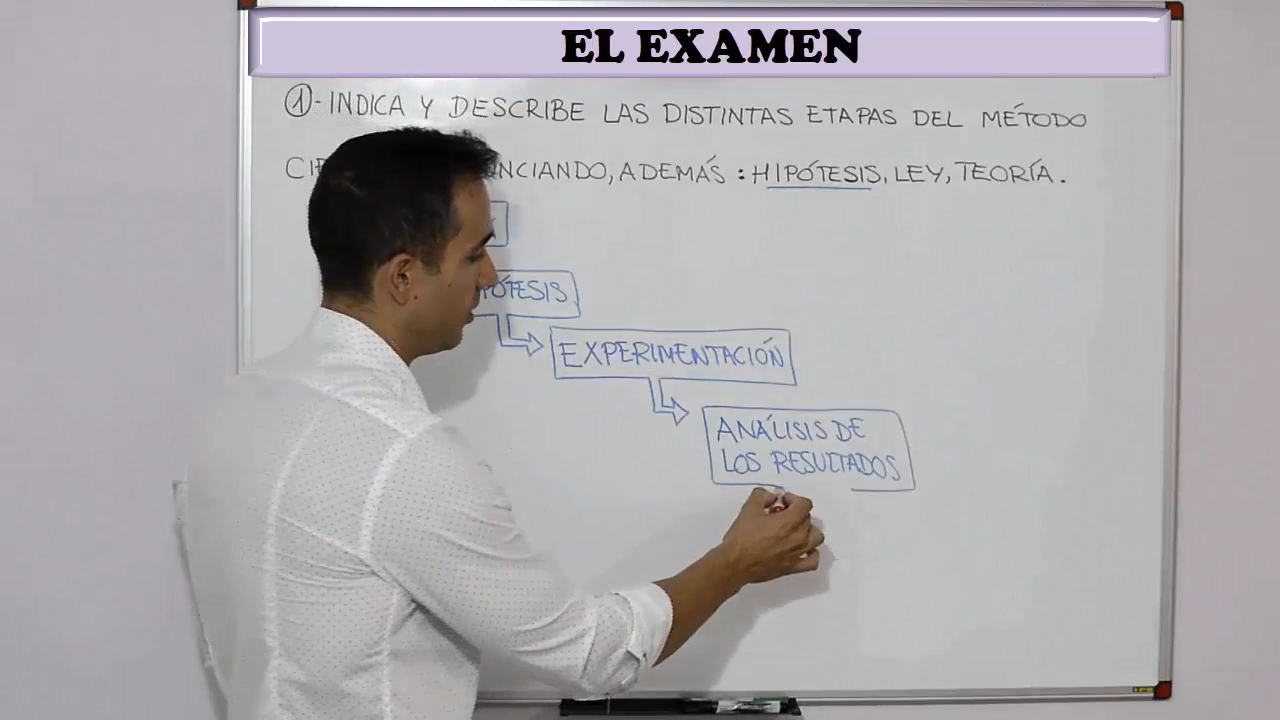 EL EXAMEN
①- INDICA Y DESCRIBE LAS DISTINTAS ETAPAS DEL MÉTODO
ADEMÁS: HIPÓTESIS, LEY, TEORÍA.
EXPERIMENTACIÓN
ANÁLISIS DE
LOS RESULTADOS